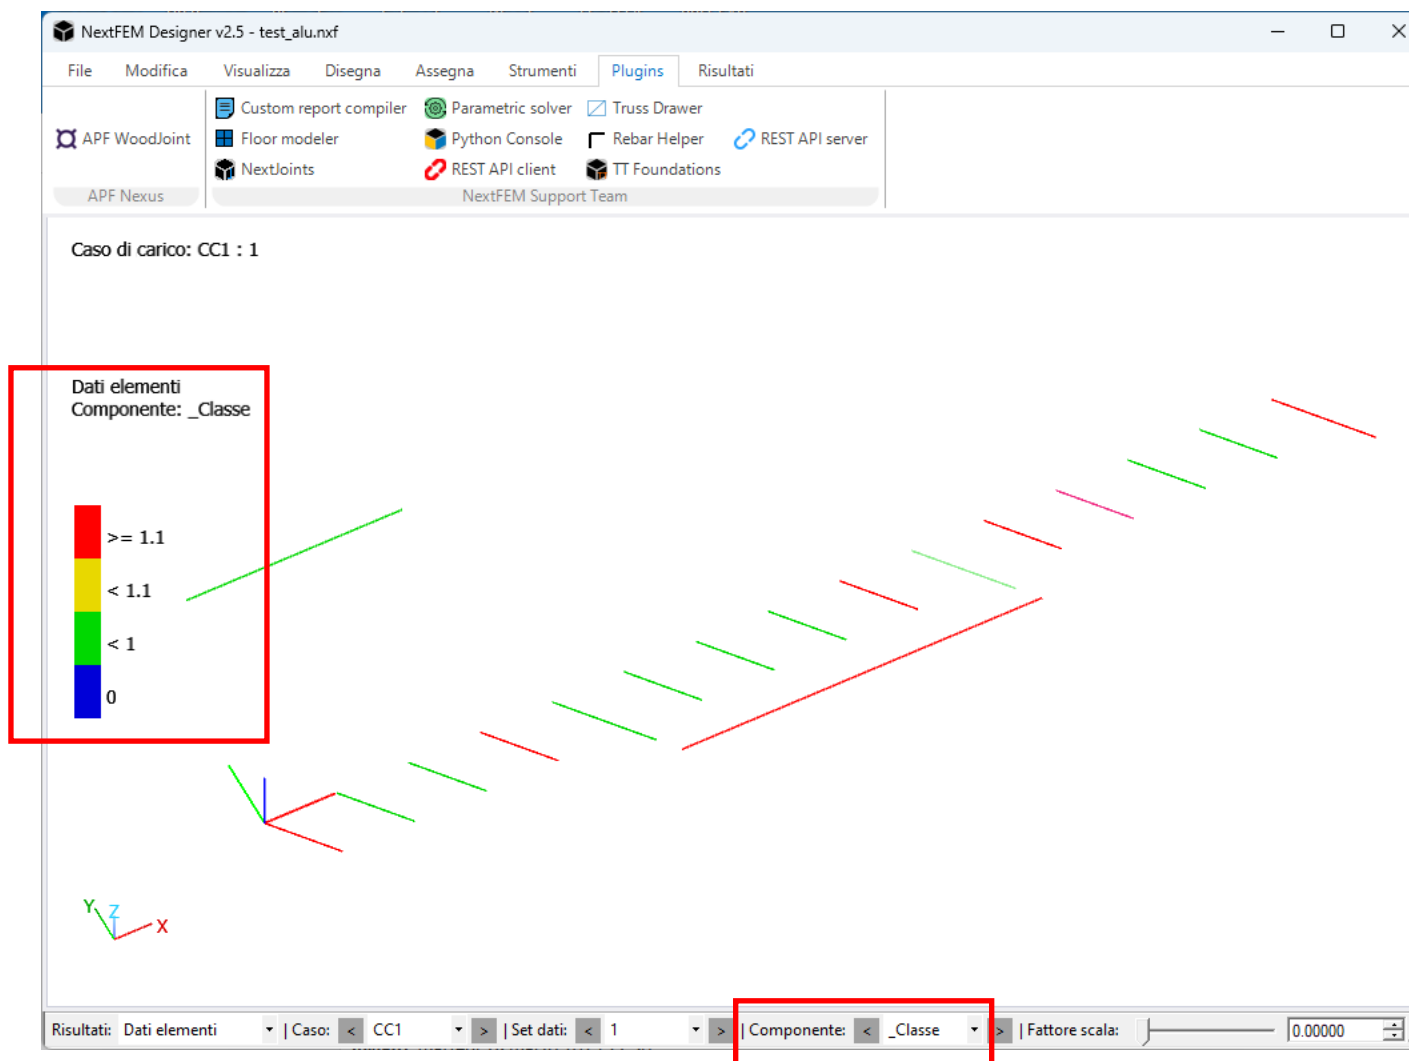 NextFEM Designer v2.5 - test_alu.nxf
File Modifica Visualizza Disegna Assegna Strumenti Plugins Risultati
APF WoodJoint
APF Nexus
Custom report compiler Parametric solver Truss Drawer
Floor modeler Python Console Rebar Helper REST API server
NextJoints REST API client TT Foundations
NextFEM Support Team
Caso di carico: CC1 : 1
Dati elementi
Componente: _Classe
>= 1.1
< 1.1
< 1
0
Y Z X
Risultati: Dati elementi | Caso: < CC1 > | Set dati: < 1 > | Componente: < _Classe > | Fattore scala: 0.00000